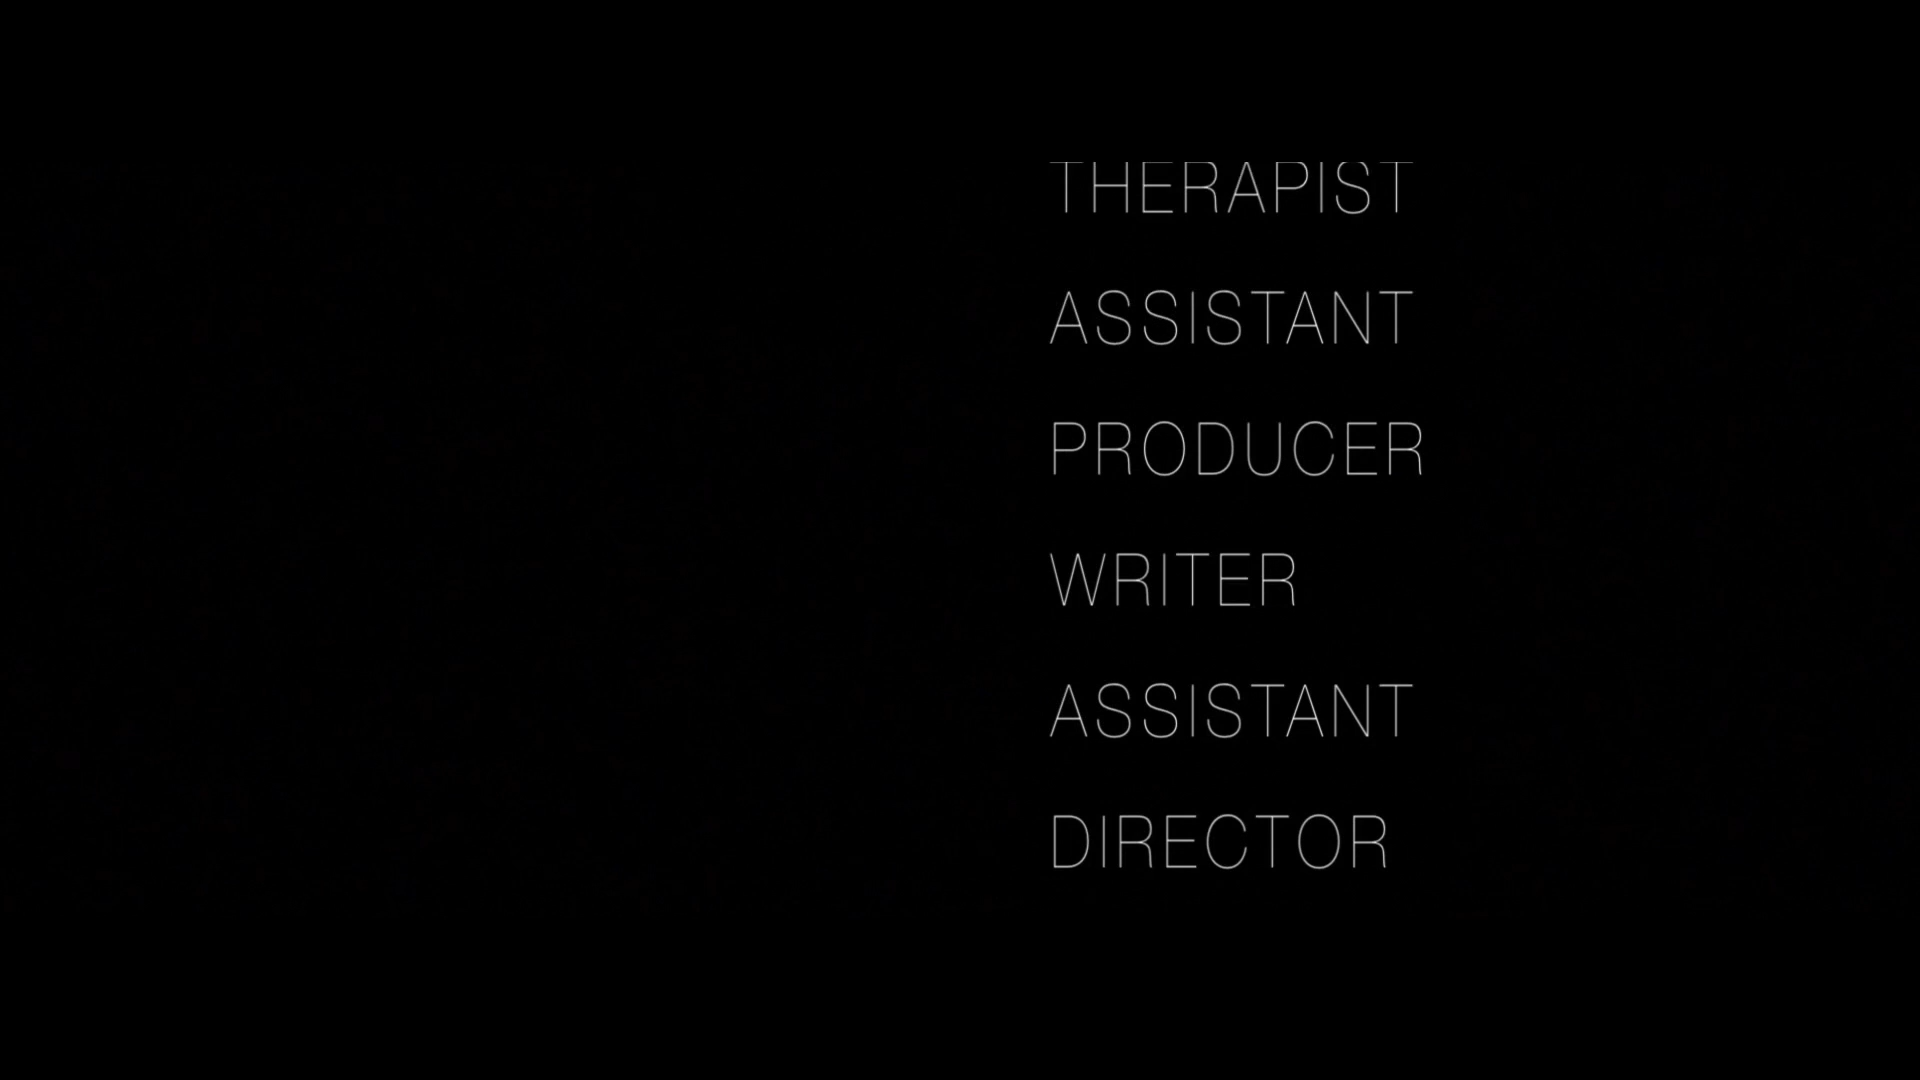 THERAPIST
ASSISTANT
PRODUCER
WRITER
ASSISTANT
DIRECTOR